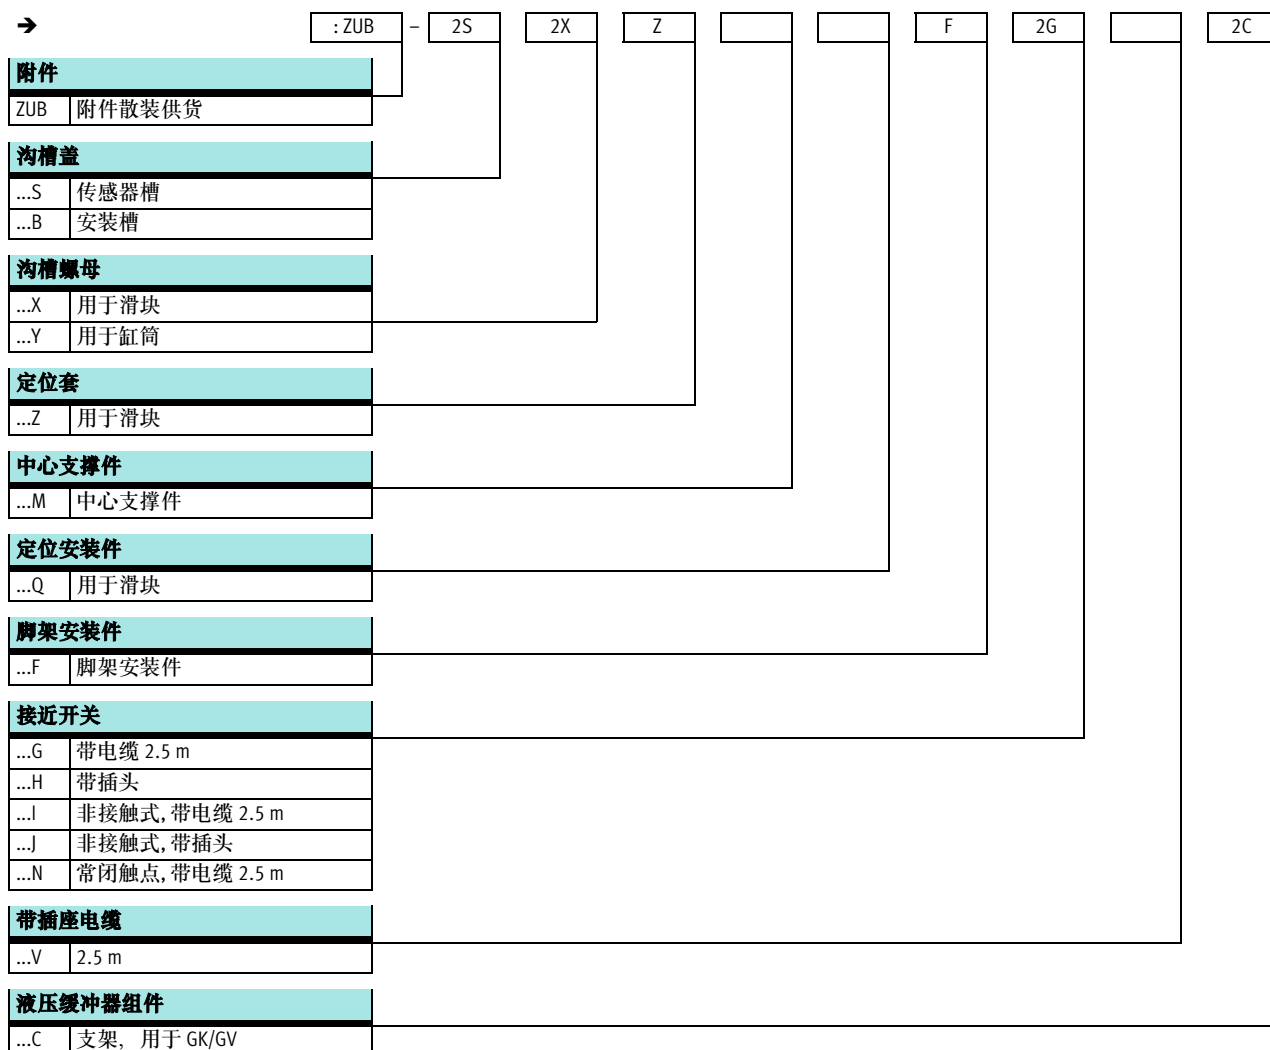 ➔ : ZUB – 2S 2X Z F 2G 2C
附件
ZUB 附件散装供货
沟槽盖
...S 传感器槽
...B 安装槽
沟槽螺母
...X 用于滑块
...Y 用于缸筒
定位套
...Z 用于滑块
中心支撑件
...M 中心支撑件
定位安装件
...Q 用于滑块
脚架安装件
...F 脚架安装件
接近开关
...G 带电缆 2.5 m
...H 带插头
...I 非接触式,带电缆 2.5 m
...J 非接触式,带插头
...N 常闭触点,带电缆 2.5 m
带插座电缆
...V 2.5 m
液压缓冲器组件
...C 支架，用于 GK/GV